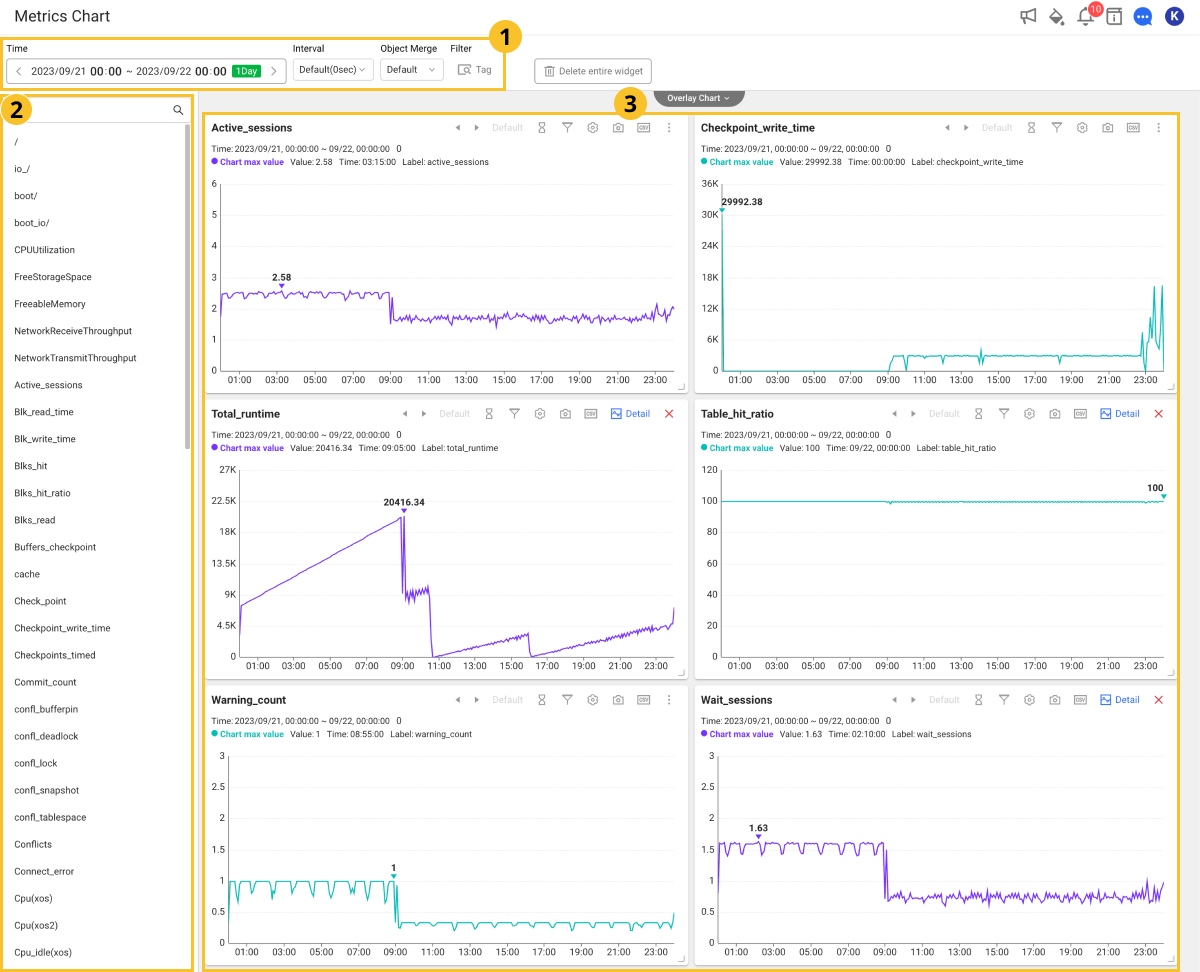 Metrics Chart
10
K
1
Time
Interval
Object Merge
Filter
2023/09/21 00:00 ~ 2023/09/22 00:00 1Day
Default(0sec)
Default
Tag
Delete entire widget
2
/
io_/
boot/
boot_io/
CPUUtilization
FreeStorageSpace
FreeableMemory
NetworkReceiveThroughput
NetworkTransmitThroughput
Active_sessions
Blk_read_time
Blk_write_time
Blks_hit
Blks_hit_ratio
Blks_read
Buffers_checkpoint
cache
Check_point
Checkpoint_write_time
Checkpoints_timed
Commit_count
confl_bufferpin
confl_deadlock
confl_lock
confl_snapshot
confl_tablespace
Conflicts
Connect_error
Cpu(xos)
Cpu(xos2)
Cpu_idle(xos)
3
Overlay Chart
Active_sessions
Default
CSV
Time: 2023/09/21, 00:00:00 ~ 09/22, 00:00:00 0
Chart max value Value: 2.58 Time: 03:15:00 Label: active_sessions
6
5
4
3
2
1
0
2.58
01:00 03:00 05:00 07:00 09:00 11:00 13:00 15:00 17:00 19:00 21:00 23:00
Checkpoint_write_time
Default
CSV
Time: 2023/09/21, 00:00:00 ~ 09/22, 00:00:00 0
Chart max value Value: 29992.38 Time: 00:00:00 Label: checkpoint_write_time
36K
30K
24K
18K
12K
6K
0
29992.38
01:00 03:00 05:00 07:00 09:00 11:00 13:00 15:00 17:00 19:00 21:00 23:00
Total_runtime
Default
CSV
Detail
Time: 2023/09/21, 00:00:00 ~ 09/22, 00:00:00 0
Chart max value Value: 20416.34 Time: 09:05:00 Label: total_runtime
27K
22.5K
18K
13.5K
9K
4.5K
0
20416.34
01:00 03:00 05:00 07:00 09:00 11:00 13:00 15:00 17:00 19:00 21:00 23:00
Table_hit_ratio
Default
CSV
Detail
Time: 2023/09/21, 00:00:00 ~ 09/22, 00:00:00 0
Chart max value Value: 100 Time: 09/22, 00:00:00 Label: table_hit_ratio
120
100
80
60
40
20
0
100
01:00 03:00 05:00 07:00 09:00 11:00 13:00 15:00 17:00 19:00 21:00 23:00
Warning_count
Default
CSV
Time: 2023/09/21, 00:00:00 ~ 09/22, 00:00:00 0
Chart max value Value: 1 Time: 08:55:00 Label: warning_count
3
2.5
2
1.5
1
0.5
0
1
01:00 03:00 05:00 07:00 09:00 11:00 13:00 15:00 17:00 19:00 21:00 23:00
Wait_sessions
Default
CSV
Detail
Time: 2023/09/21, 00:00:00 ~ 09/22, 00:00:00 0
Chart max value Value: 1.63 Time: 02:10:00 Label: wait_sessions
3
2.5
2
1.5
1
0.5
0
1.63
01:00 03:00 05:00 07:00 09:00 11:00 13:00 15:00 17:00 19:00 21:00 23:00